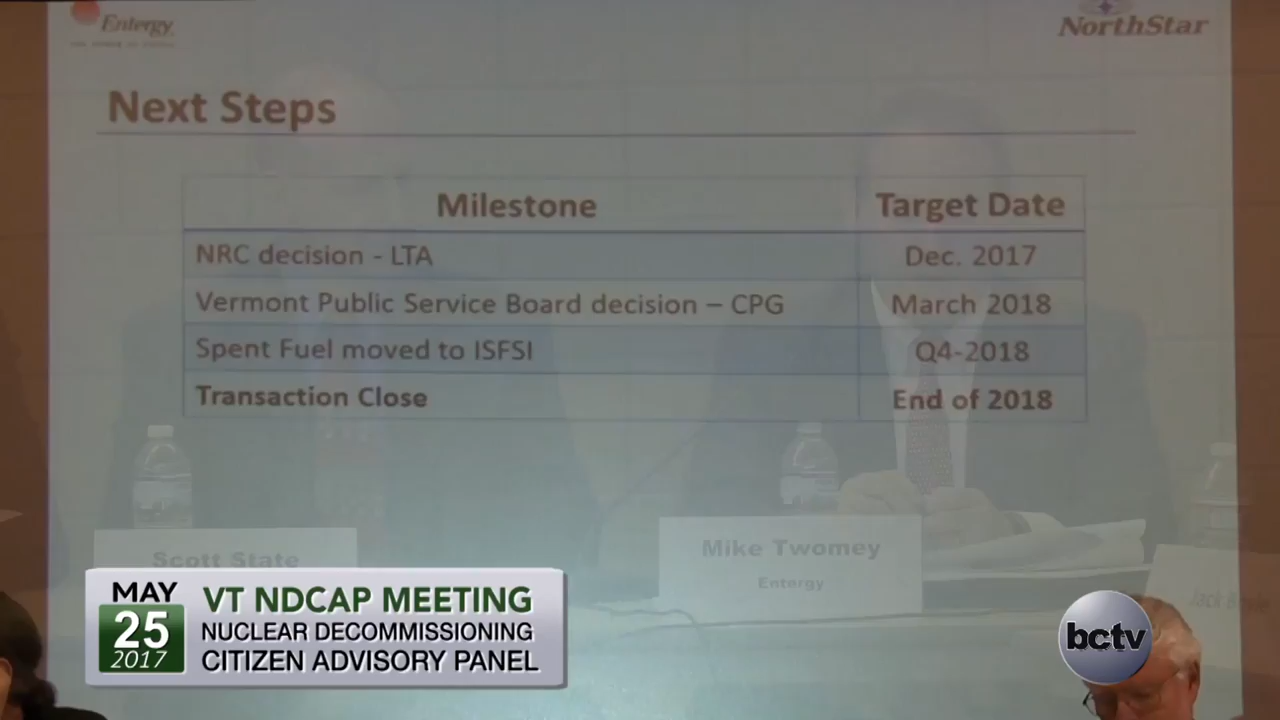 Entergy
NorthStar
Next Steps
Milestone Target Date
NRC decision - LTA Dec. 2017
Vermont Public Service Board decision – CPG March 2018
Spent Fuel moved to ISFSI Q4-2018
Transaction Close End of 2018
Scott State
Mike Twomey
Entergy
MAY
25
2017
VT NDCAP MEETING
NUCLEAR DECOMMISSIONING
CITIZEN ADVISORY PANEL
bctv